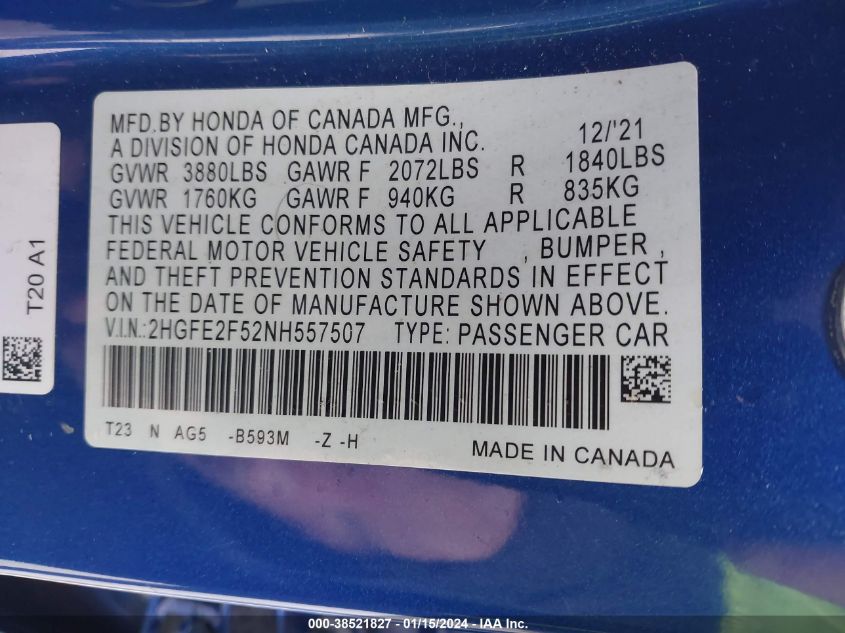 MFD.BY HONDA OF CANADA MFG.,
A DIVISION OF HONDA CANADA INC. 12/'21
GVWR 3880LBS GAWR F 2072LBS R 1840LBS
GVWR 1760KG GAWR F 940KG R 835KG
THIS VEHICLE CONFORMS TO ALL APPLICABLE
FEDERAL MOTOR VEHICLE SAFETY , BUMPER ,
AND THEFT PREVENTION STANDARDS IN EFFECT
ON THE DATE OF MANUFACTURE SHOWN ABOVE.
V.I.N.:2HGFE2F52NH557507 TYPE: PASSENGER CAR
T23 N AG5 -B593M -Z -H
MADE IN CANADA
T20 A1
000-38521827 - 01/15/2024 - IAA Inc.